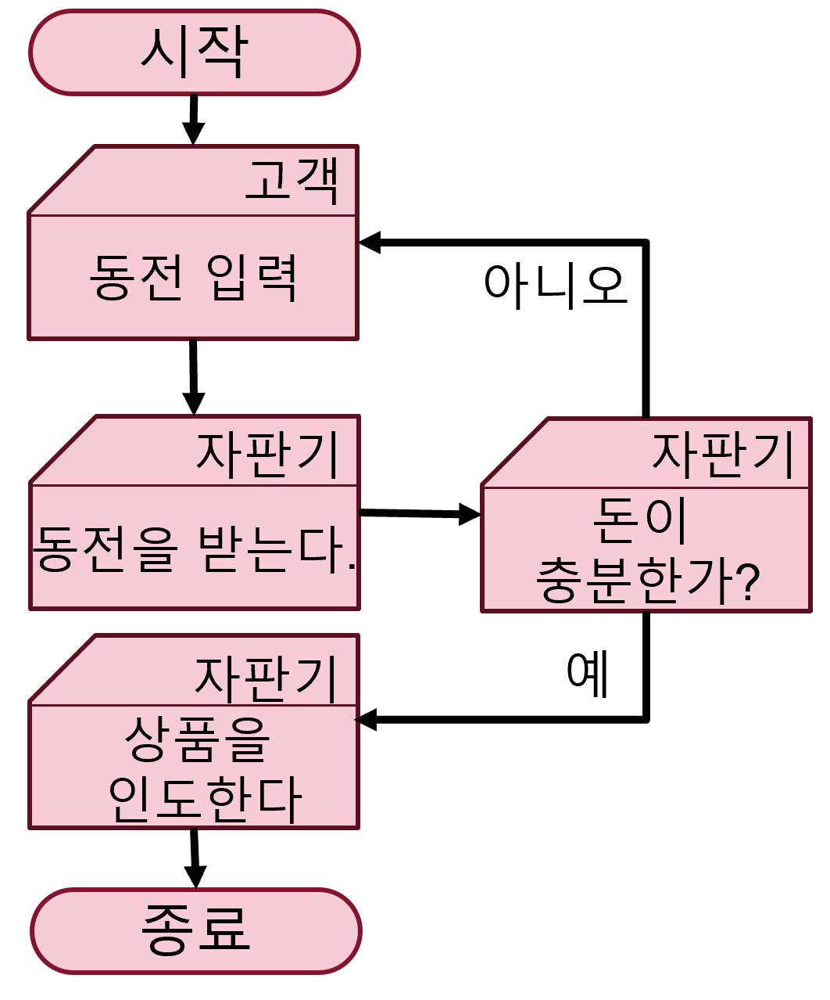 시작
고객
동전 입력
아니오
자판기
동전을 받는다.
자판기
돈이
충분한가?
예
자판기
상품을
인도한다
종료